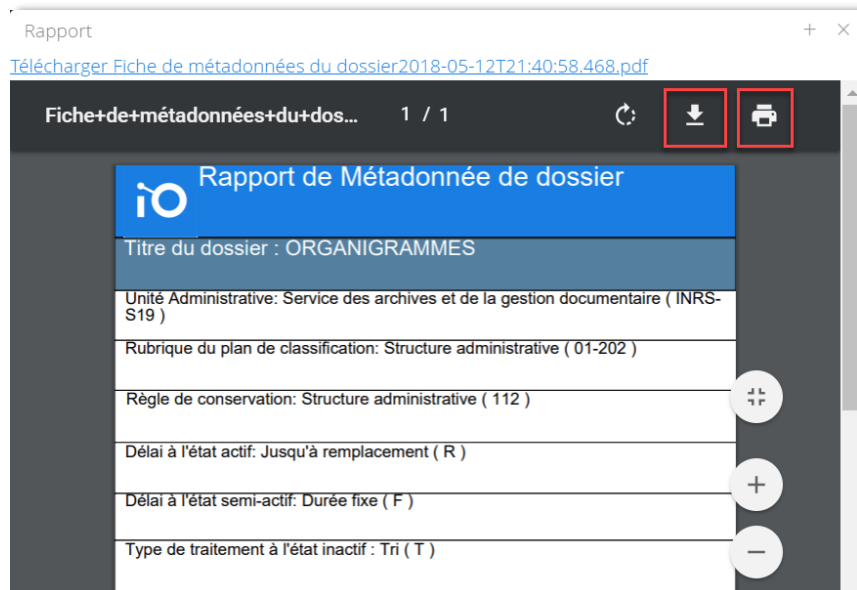 Rapport
Télécharger Fiche de métadonnées du dossier2018-05-12T21:40:58.468.pdf
Fiche+de+métadonnées+du+dos... 1 / 1
iO
Rapport de Métadonnée de dossier
Titre du dossier : ORGANIGRAMMES
Unité Administrative: Service des archives et de la gestion documentaire ( INRS-
S19 )
Rubrique du plan de classification: Structure administrative ( 01-202 )
Règle de conservation: Structure administrative ( 112 )
Délai à l'état actif: Jusqu'à remplacement ( R )
Délai à l'état semi-actif: Durée fixe ( F )
Type de traitement à l'état inactif : Tri ( T )